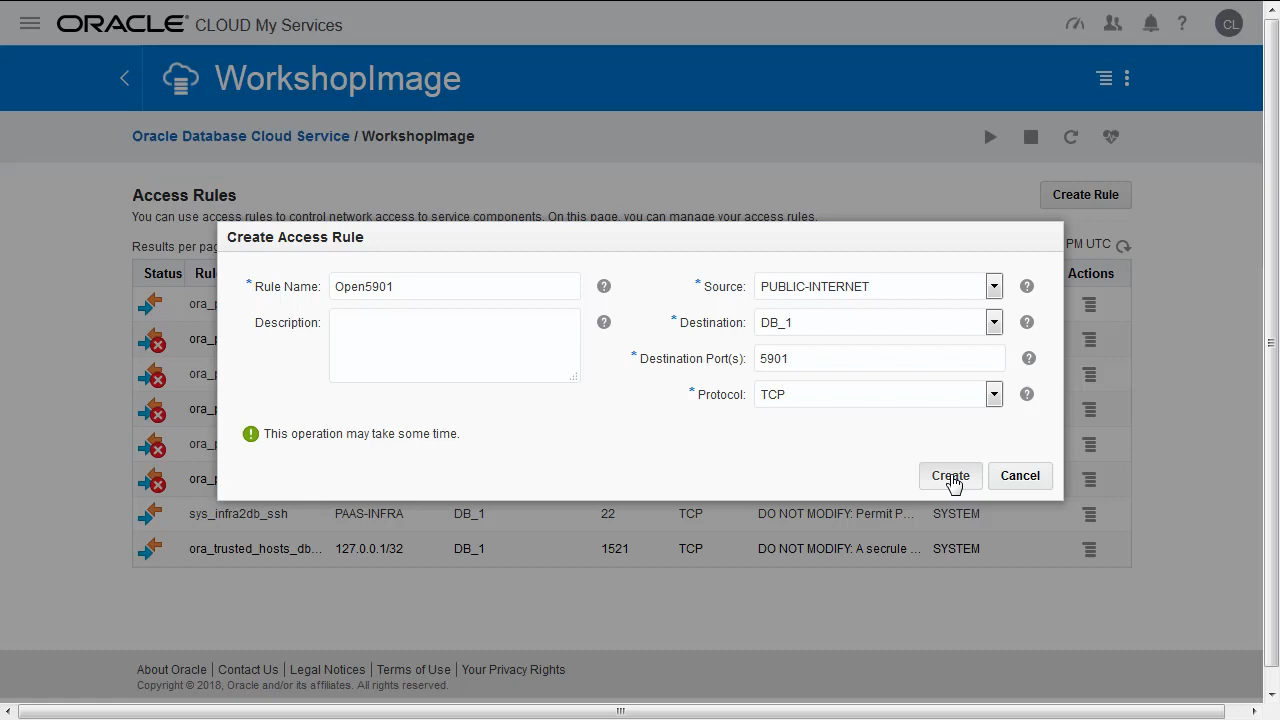 ORACLE CLOUD My Services
CL
WorkshopImage
Oracle Database Cloud Service / WorkshopImage
Access Rules
Create Rule
You can use access rules to control network access to service components. On this page, you can manage your access rules.
Results per pag
PM UTC
Status Rul Actions
ora_p
ora_p
ora_p
ora_p
ora_p
ora_p
sys_infra2db_ssh PAAS-INFRA DB_1 22 TCP DO NOT MODIFY: Permit P... SYSTEM
ora_trusted_hosts_db... 127.0.0.1/32 DB_1 1521 TCP DO NOT MODIFY: A secrule ... SYSTEM
Create Access Rule
* Rule Name: Open5901 ?
Description: ?
* Source: PUBLIC-INTERNET ?
* Destination: DB_1 ?
* Destination Port(s): 5901 ?
* Protocol: TCP ?
This operation may take some time.
Create Cancel
About Oracle | Contact Us | Legal Notices | Terms of Use | Your Privacy Rights
Copyright © 2018, Oracle and/or its affiliates. All rights reserved.